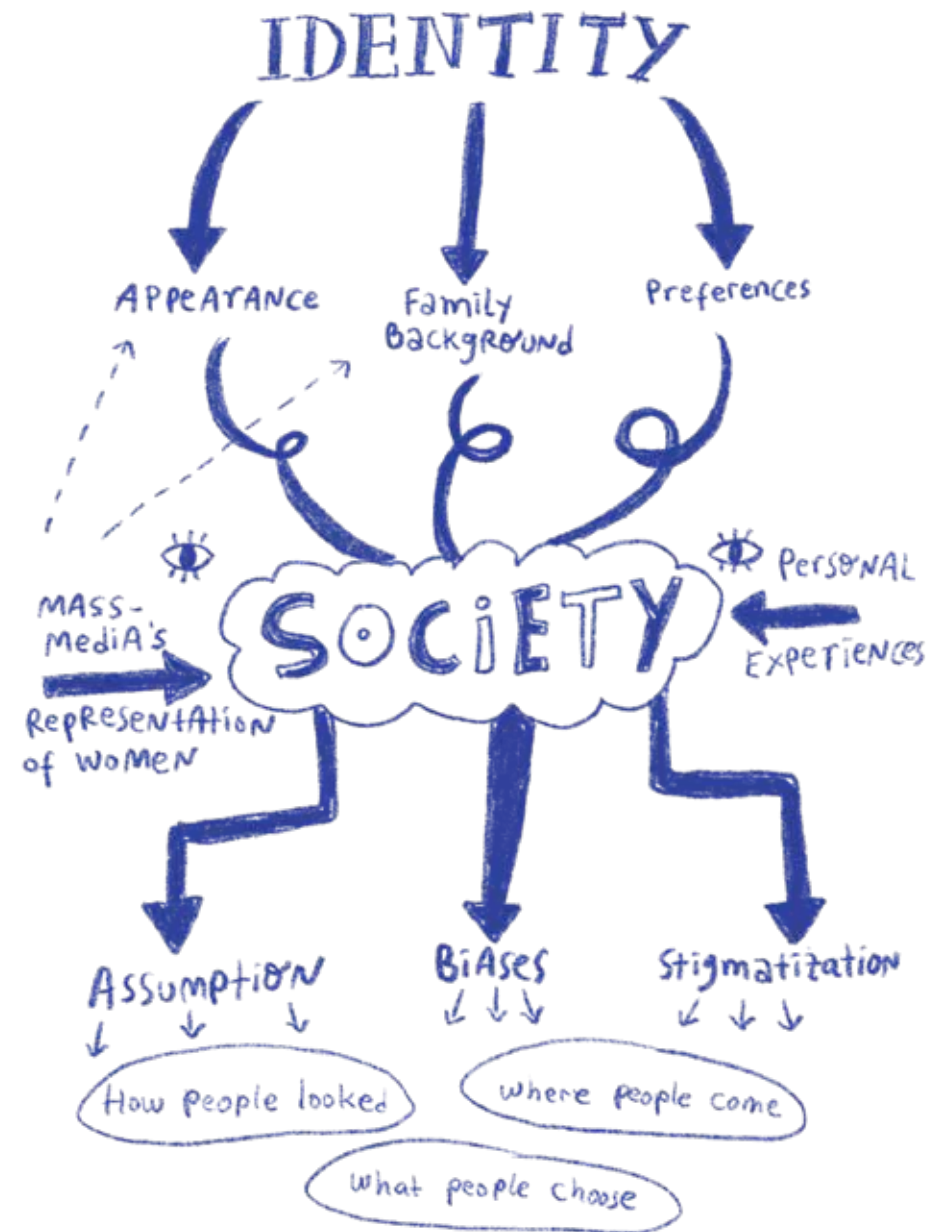 IDENTITY
APPEARANCE
Family
Background
Preferences
MASS-
MEDIA'S
REPRESENTATION
of WOMEN
SOCIETY
PERSONAL
EXPERIENCES
ASSUMPTION
BIASES
Stigmatization
How people looked
where people come
what people choose